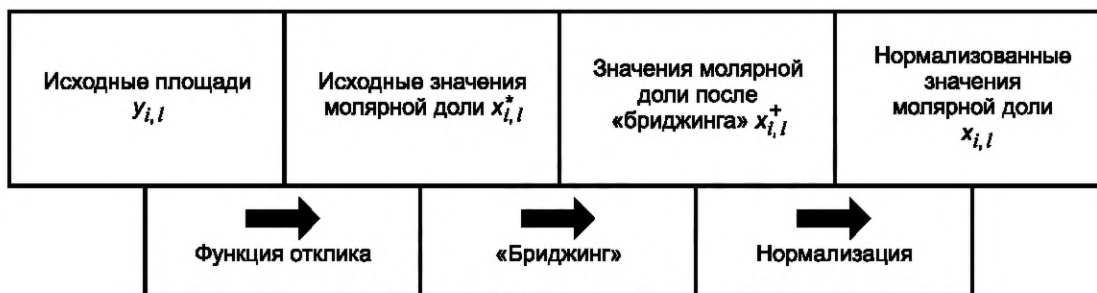 Исходные площади
y_{i, l}
Исходные значения
молярной доли x^*_{i, l}
Значения молярной
доли после
«бриджинга» x^+_{i, l}
Нормализованные
значения
молярной доли
x_{i, l}
Функция отклика
«Бриджинг»
Нормализация